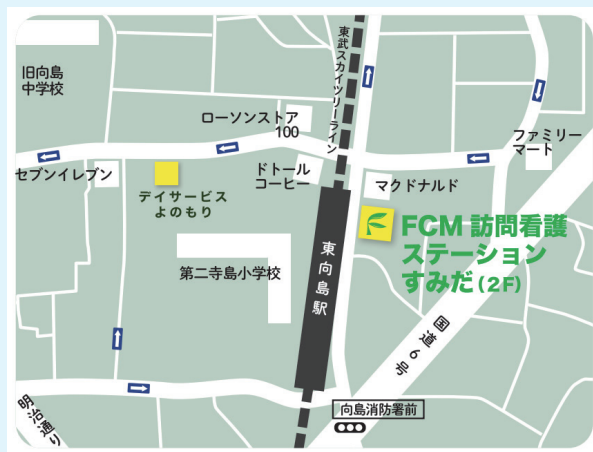 旧向島
中学校
東武スカイツリーライン
ローソンストア
100
ファミリー
マート
セブンイレブン
デイサービス
よのもり
ドトール
コーヒー
マクドナルド
FCM 訪問看護
ステーション
すみだ(2F)
第二寺島小学校
東向島駅
国道6号
向島消防署前
明治通り